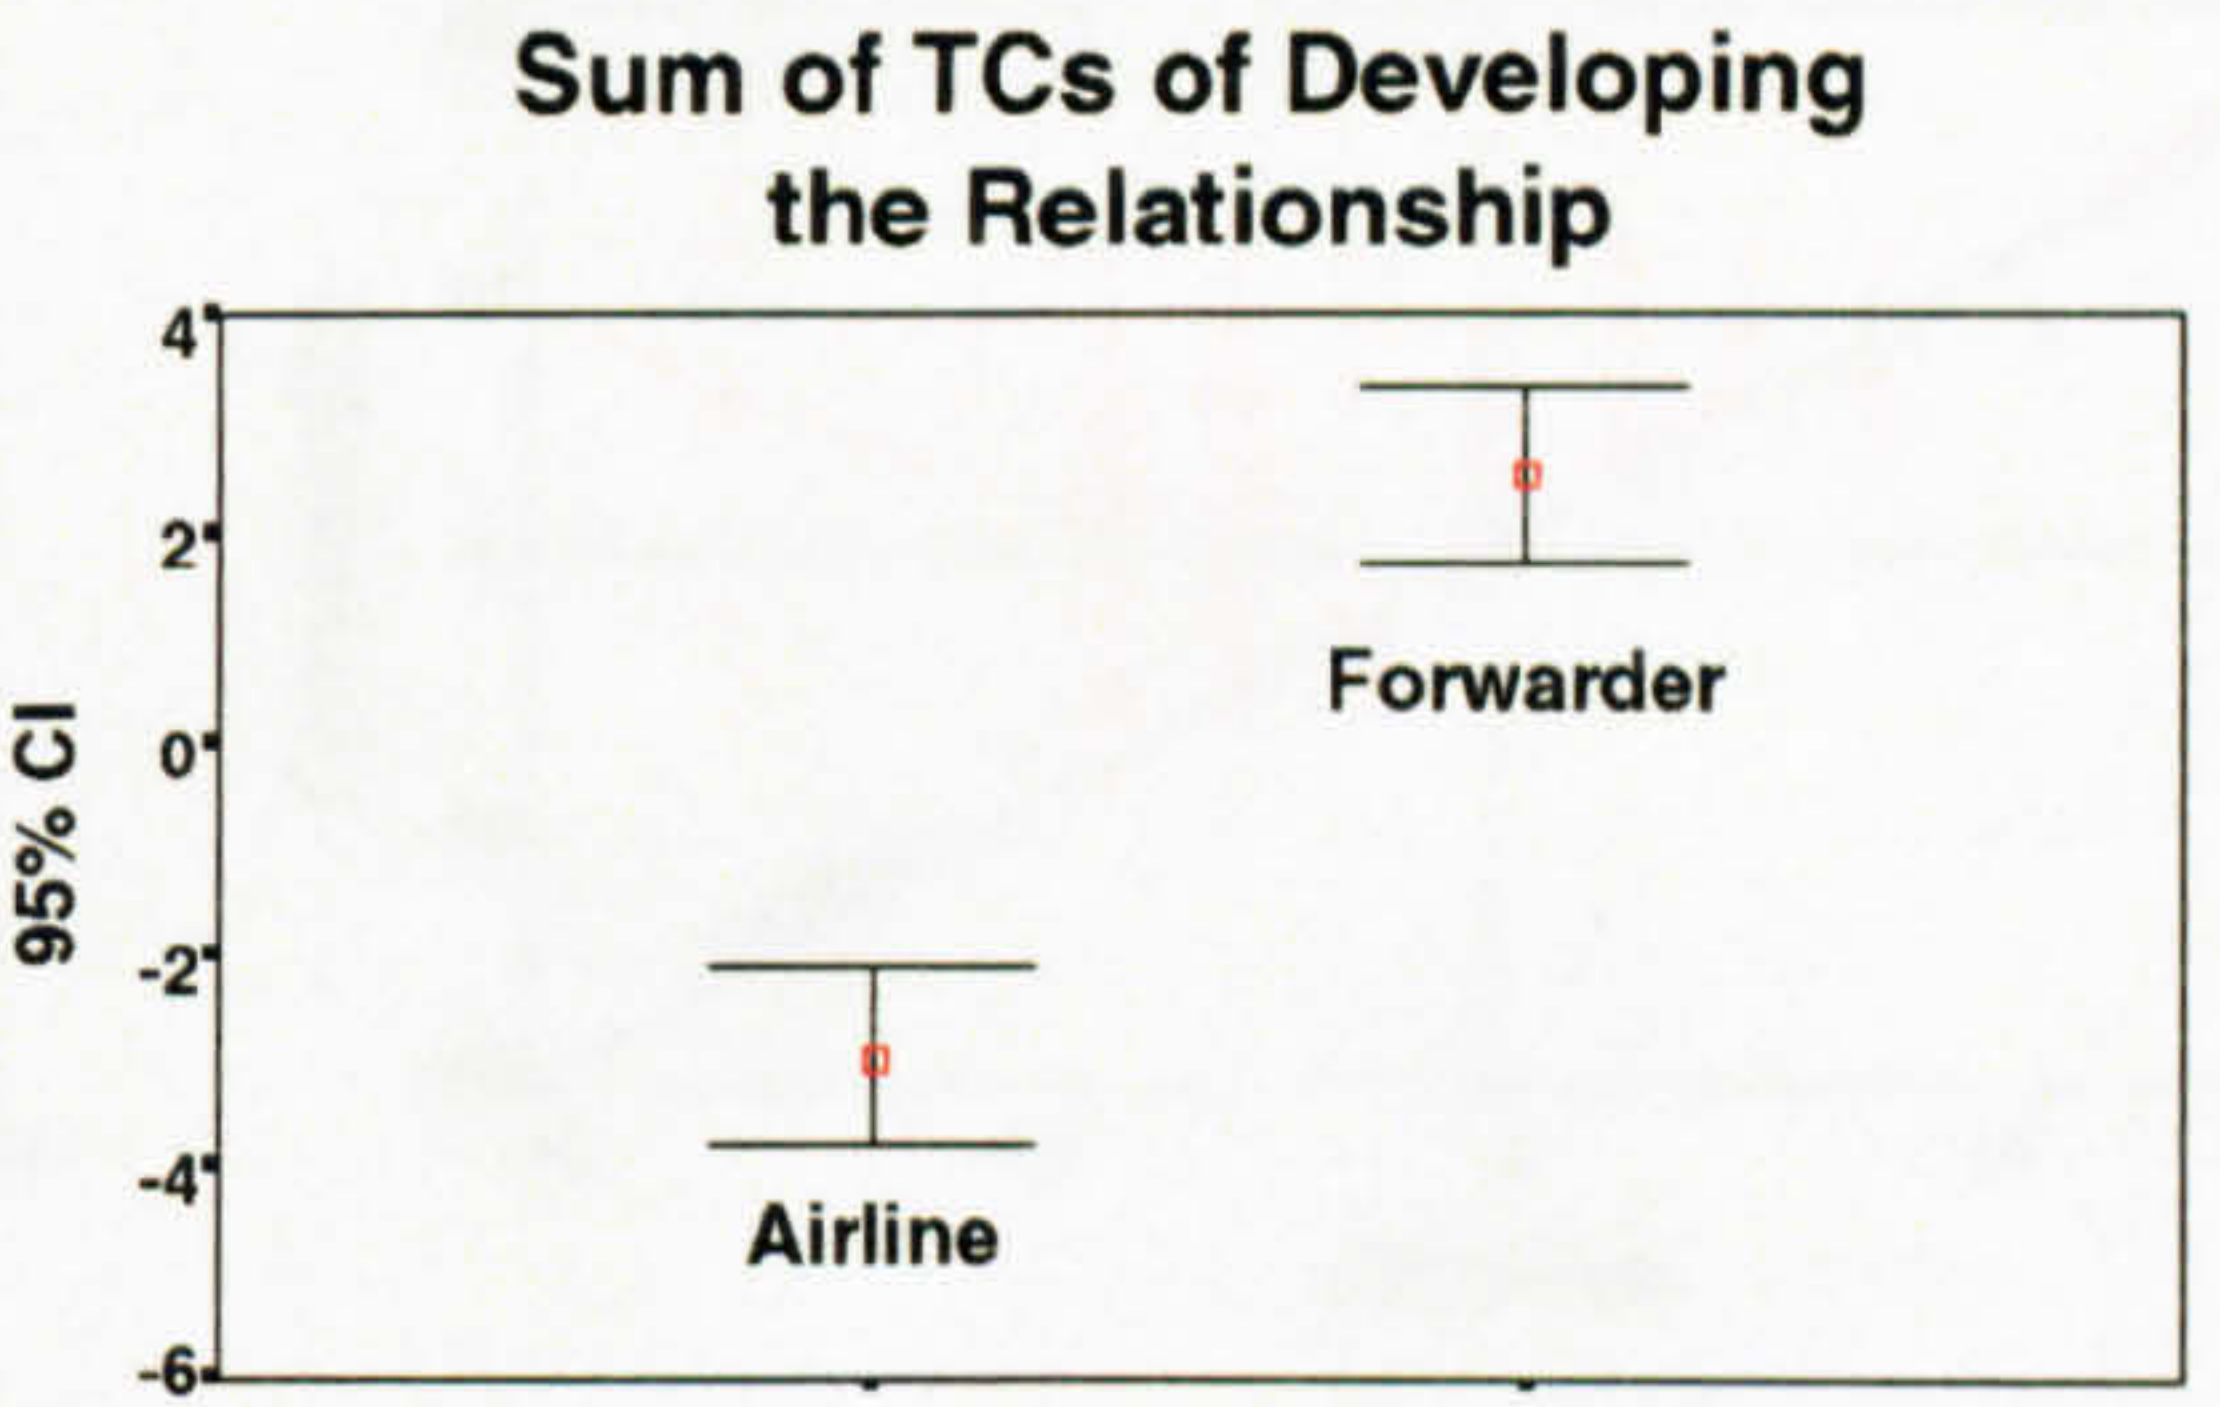 Sum of TCs of Developing
the Relationship
4
2
0
-2
-4
-6
95% CI
Forwarder
Airline